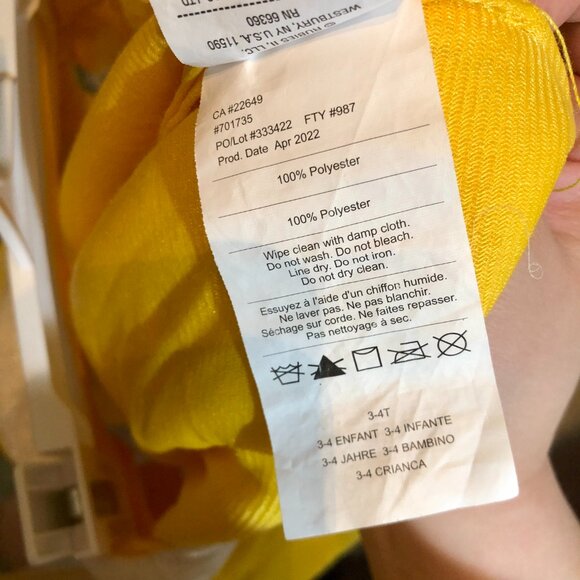 © RUBIES II, LLC.
WESTBURY, NY U.S.A. 11590
RN 66360
LTD
CA #22649
#701735
PO/Lot #333422 FTY #987
Prod. Date Apr 2022
100% Polyester
100% Polyester
Wipe clean with damp cloth.
Do not wash. Do not bleach.
Line dry. Do not iron.
Do not dry clean.
Essuyez à l'aide d'un chiffon humide.
Ne laver pas. Ne pas blanchir.
Séchage sur corde. Ne faites repasser.
Pas nettoyage à sec.
3-4T
3-4 ENFANT 3-4 INFANTE
3-4 JAHRE 3-4 BAMBINO
3-4 CRIANCA